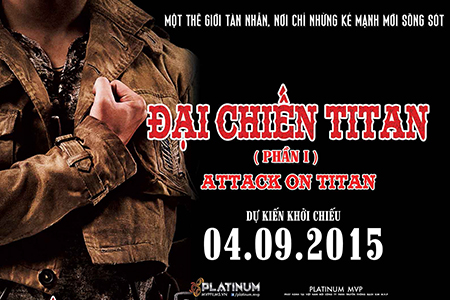 MỘT THẾ GIỚI TÀN NHẪN, NƠI CHỈ NHỮNG KẺ MẠNH MỚI SỐNG SÓT
ĐẠI CHIẾN TITAN
( PHẦN I )
ATTACK ON TITAN
DỰ KIẾN KHỞI CHIẾU
04.09.2015
PLATINUM
PLATINUM MVP